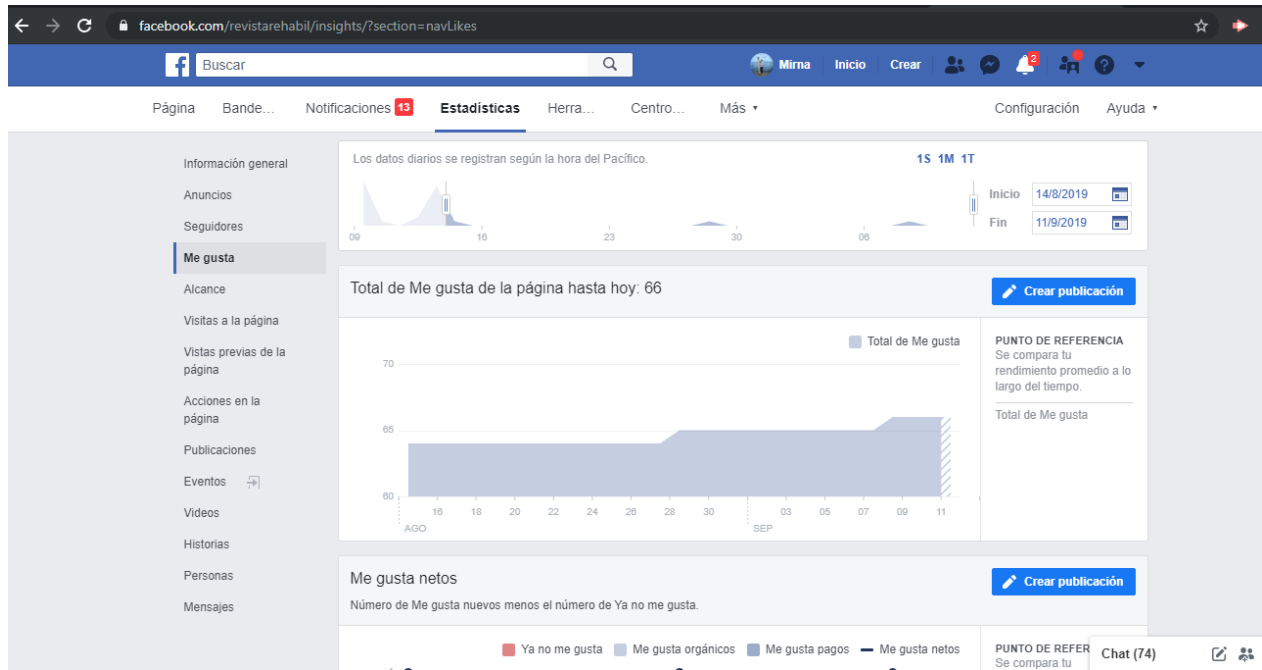 facebook.com/revistarehabil/insights/?section=navLikes
Buscar
Mirna Inicio Crear 2
Página Bande... Notificaciones 13 Estadísticas Herra... Centro... Más Configuración Ayuda
Información general
Anuncios
Seguidores
Me gusta
Alcance
Visitas a la página
Vistas previas de la
página
Acciones en la
página
Publicaciones
Eventos
Videos
Historias
Personas
Mensajes
Los datos diarios se registran según la hora del Pacífico.
1S 1M 1T
09 16 23 30 06
Inicio 14/8/2019
Fin 11/9/2019
Total de Me gusta de la página hasta hoy: 66
Crear publicación
Total de Me gusta
70
65
60
16 18 20 22 24 26 28 30 03 05 07 09 11
AGO SEP
PUNTO DE REFERENCIA
Se compara tu
rendimiento promedio a lo
largo del tiempo.
Total de Me gusta
Me gusta netos
Crear publicación
Número de Me gusta nuevos menos el número de Ya no me gusta.
Ya no me gusta Me gusta orgánicos Me gusta pagos Me gusta netos
PUNTO DE REFER
Se compara tu
Chat (74)